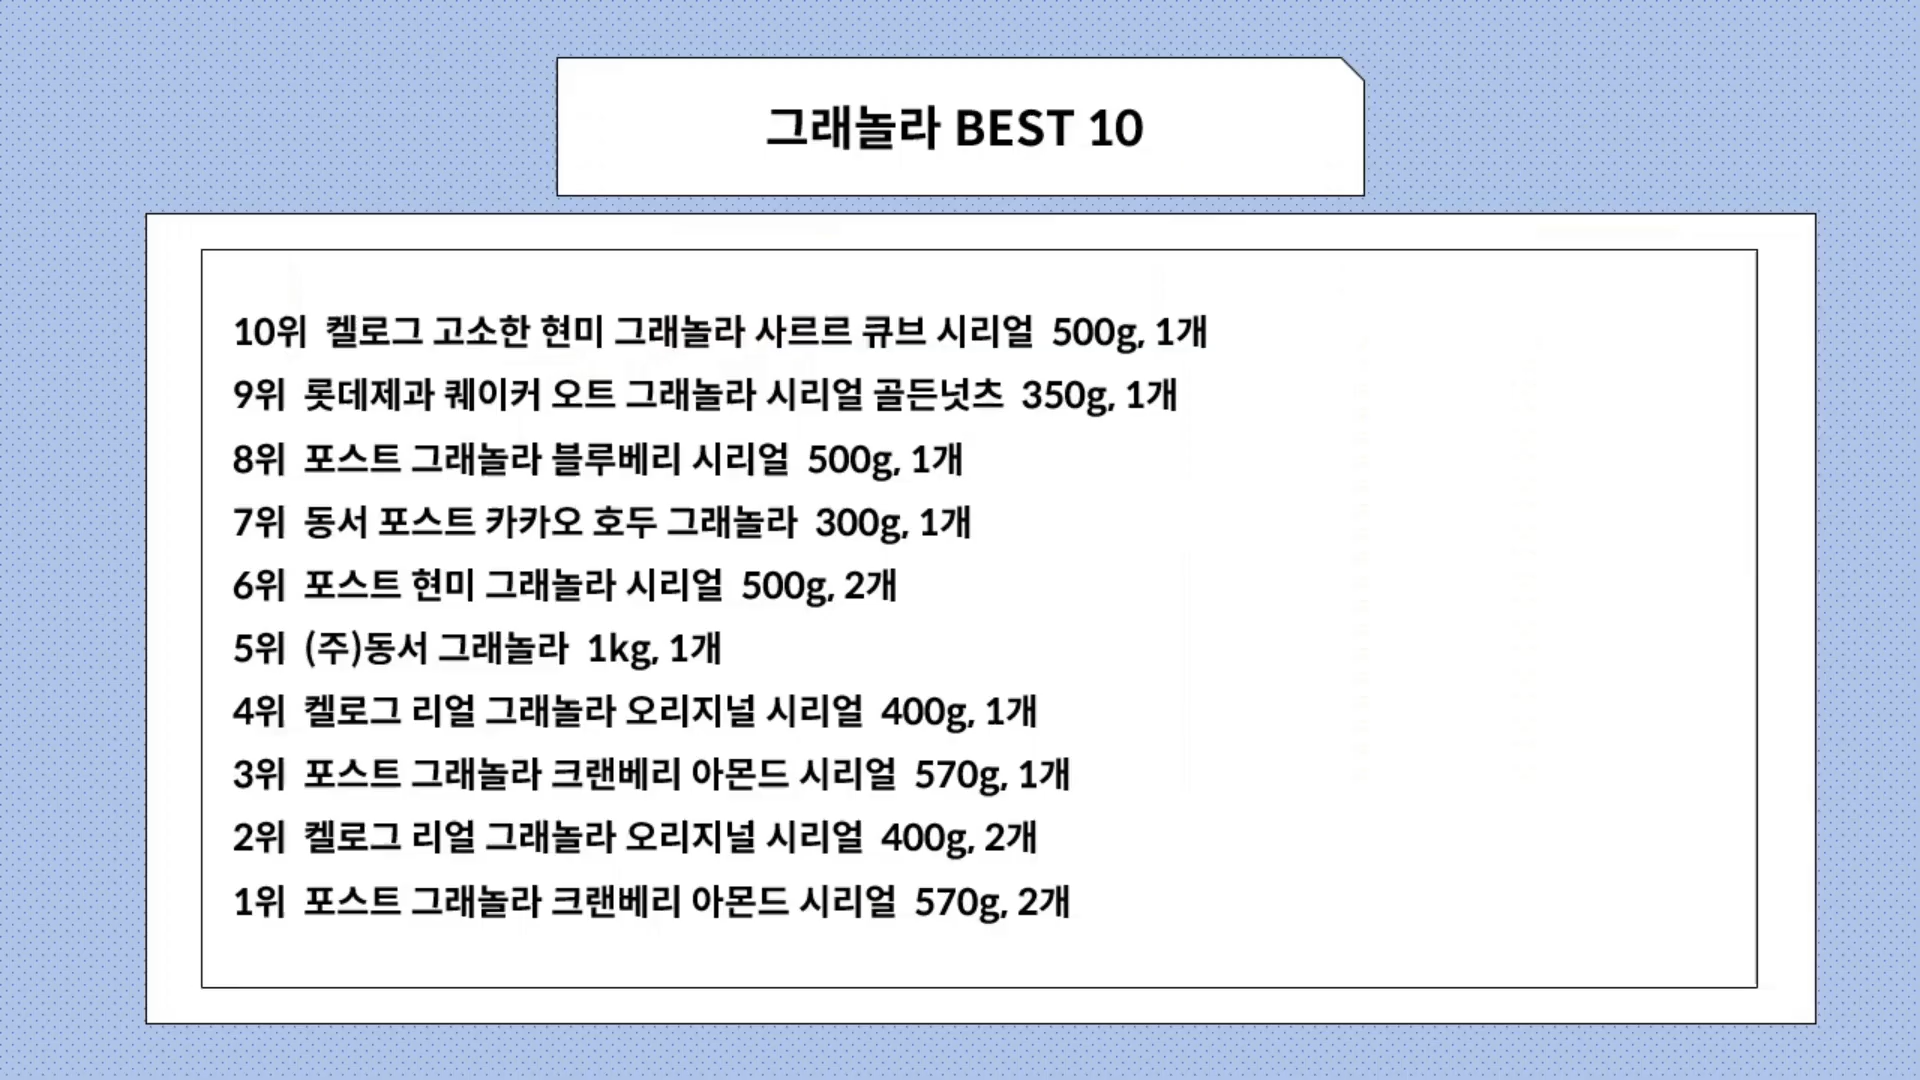 그래놀라 BEST 10
10위 켈로그 고소한 현미 그래놀라 사르르 큐브 시리얼 500g, 1개
9위 롯데제과 퀘이커 오트 그래놀라 시리얼 골든넛츠 350g, 1개
8위 포스트 그래놀라 블루베리 시리얼 500g, 1개
7위 동서 포스트 카카오 호두 그래놀라 300g, 1개
6위 포스트 현미 그래놀라 시리얼 500g, 2개
5위 (주)동서 그래놀라 1kg, 1개
4위 켈로그 리얼 그래놀라 오리지널 시리얼 400g, 1개
3위 포스트 그래놀라 크랜베리 아몬드 시리얼 570g, 1개
2위 켈로그 리얼 그래놀라 오리지널 시리얼 400g, 2개
1위 포스트 그래놀라 크랜베리 아몬드 시리얼 570g, 2개